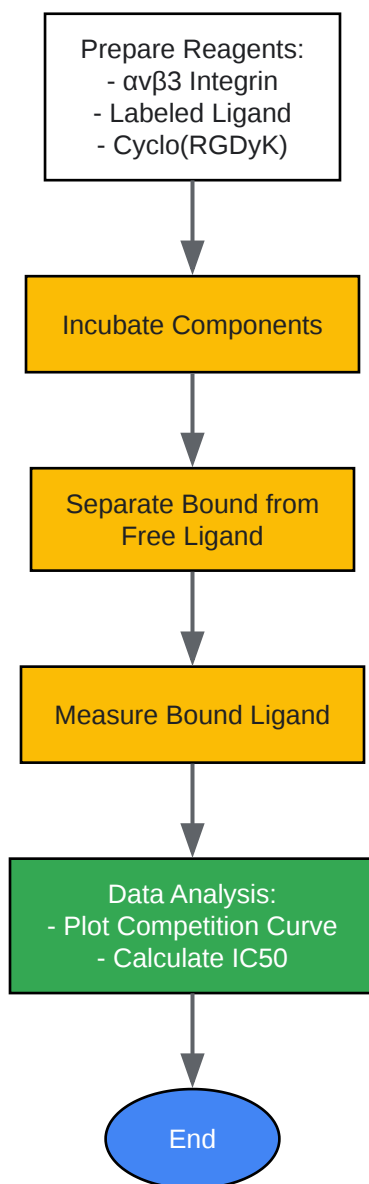 Prepare Reagents:
- αvβ3 Integrin
- Labeled Ligand
- Cyclo(RGDyK)
Incubate Components
Separate Bound from
Free Ligand
Measure Bound Ligand
Data Analysis:
- Plot Competition Curve
- Calculate IC50
End